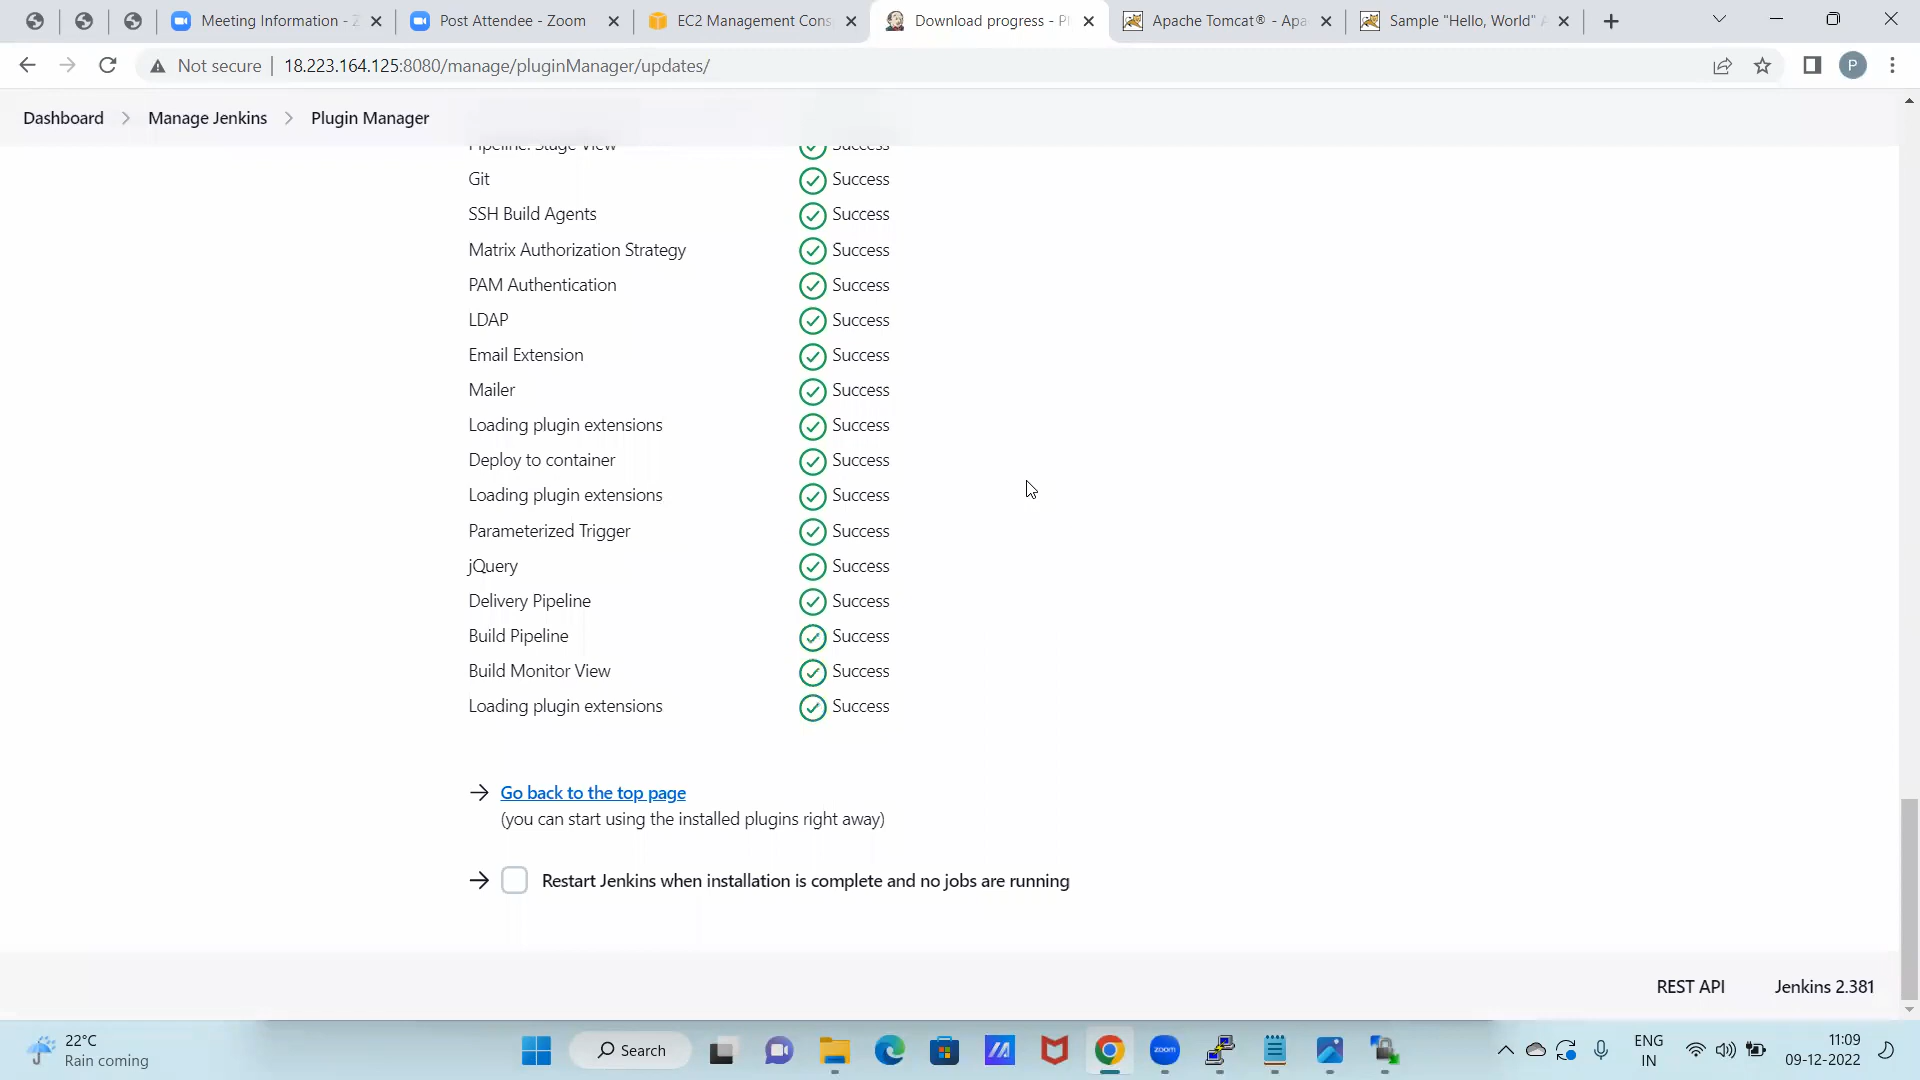 Meeting Information - Z
Post Attendee - Zoom
EC2 Management Cons
Download progress - Pl
Apache Tomcat® - Apa
Sample "Hello, World" A
Not secure
18.223.164.125:8080/manage/pluginManager/updates/
P
Dashboard
Manage Jenkins
Plugin Manager
Pipeline: Stage View Success
Git Success
SSH Build Agents Success
Matrix Authorization Strategy Success
PAM Authentication Success
LDAP Success
Email Extension Success
Mailer Success
Loading plugin extensions Success
Deploy to container Success
Loading plugin extensions Success
Parameterized Trigger Success
jQuery Success
Delivery Pipeline Success
Build Pipeline Success
Build Monitor View Success
Loading plugin extensions Success
Go back to the top page
(you can start using the installed plugins right away)
Restart Jenkins when installation is complete and no jobs are running
REST API Jenkins 2.381
22°C
Rain coming
Search
zoom
ENG
IN
11:09
09-12-2022